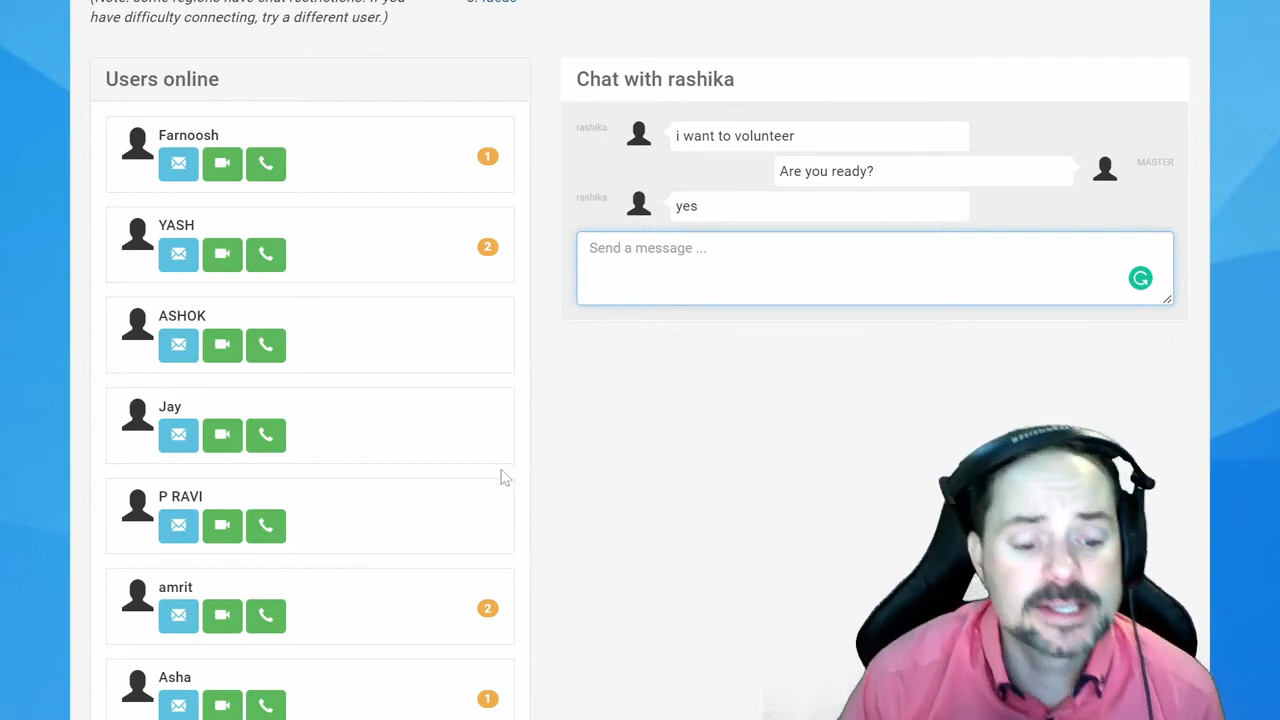 (Note: some regions have chat restrictions. If you
have difficulty connecting, try a different user.)
Users online
Farnoosh
1
YASH
2
ASHOK
Jay
P RAVI
amrit
2
Asha
1
Chat with rashika
rashika
i want to volunteer
Are you ready?
MASTER
rashika
yes
Send a message ...